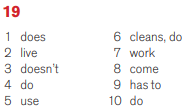 19
1 does
2 live
3 doesn't
4 do
5 use
6 cleans, do
7 work
8 come
9 has to
10 do